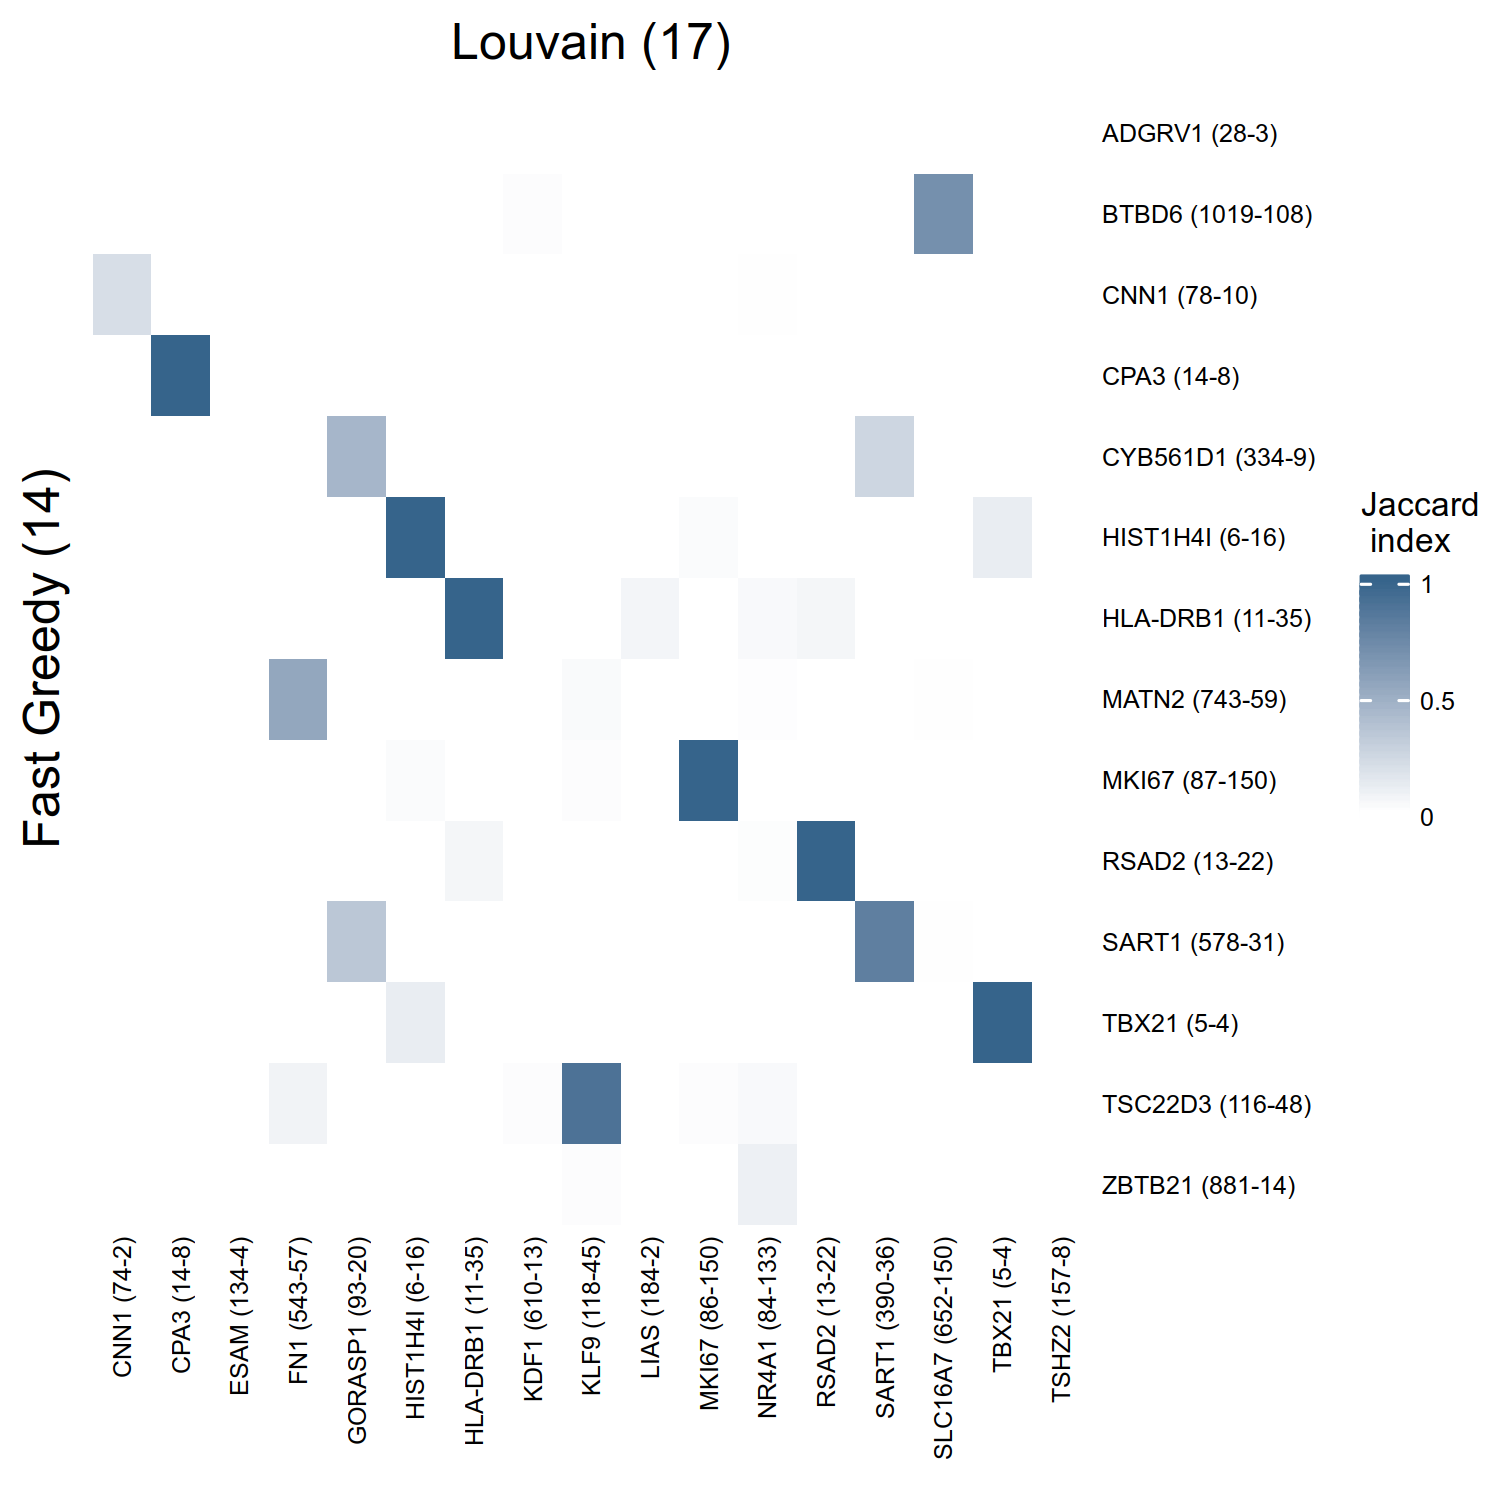 Louvain (17)
Fast Greedy (14)
ADGRV1 (28-3)
BTBD6 (1019-108)
CNN1 (78-10)
CPA3 (14-8)
CYB561D1 (334-9)
HIST1H4I (6-16)
HLA-DRB1 (11-35)
MATN2 (743-59)
MKI67 (87-150)
RSAD2 (13-22)
SART1 (578-31)
TBX21 (5-4)
TSC22D3 (116-48)
ZBTB21 (881-14)
Jaccard
index
1
0.5
0
CNN1 (74-2)
CPA3 (14-8)
ESAM (134-4)
FN1 (543-57)
GORASP1 (93-20)
HIST1H4I (6-16)
HLA-DRB1 (11-35)
KDF1 (610-13)
KLF9 (118-45)
LIAS (184-2)
MKI67 (86-150)
NR4A1 (84-133)
RSAD2 (13-22)
SART1 (390-36)
SLC16A7 (652-150)
TBX21 (5-4)
TSHZ2 (157-8)